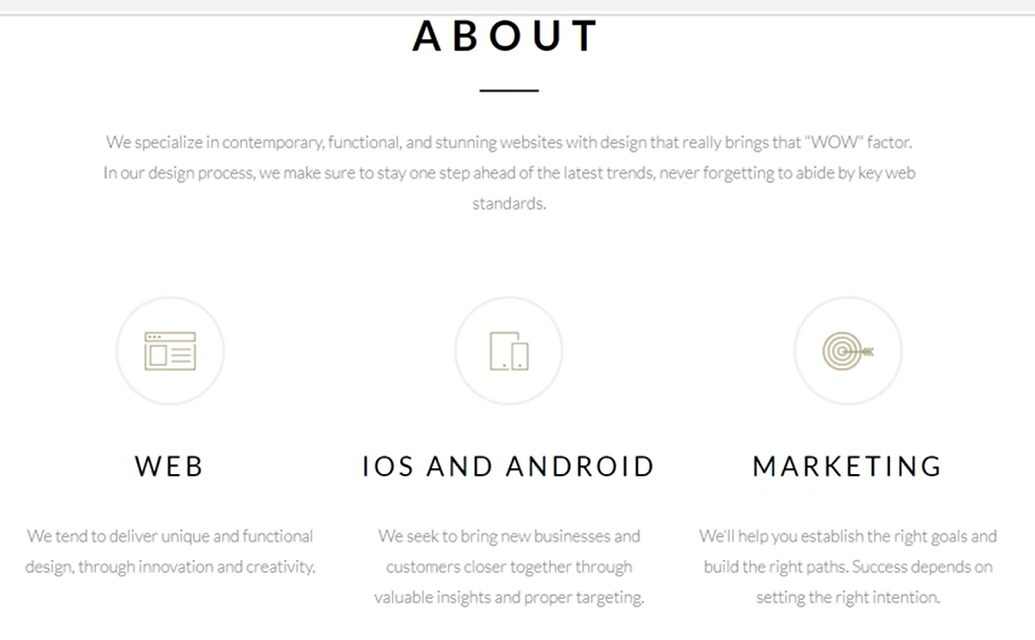 ABOUT
We specialize in contemporary, functional, and stunning websites with design that really brings that "WOW" factor.
In our design process, we make sure to stay one step ahead of the latest trends, never forgetting to abide by key web
standards.
WEB
We tend to deliver unique and functional
design, through innovation and creativity.
IOS AND ANDROID
We seek to bring new businesses and
customers closer together through
valuable insights and proper targeting.
MARKETING
We'll help you establish the right goals and
build the right paths. Success depends on
setting the right intention.